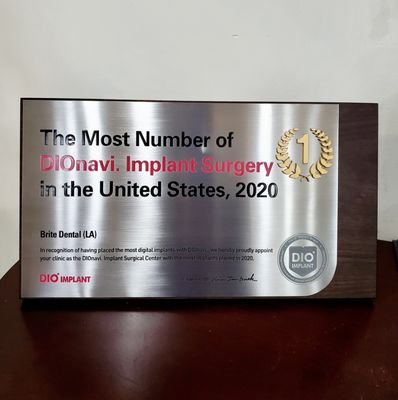 The Most Number of
DIOnavi. Implant Surgery
in the United States, 2020
1
Brite Dental (LA)
In recognition of having placed the most digital implants with DIOnavi., we hereby proudly appoint
your clinic as the DIOnavi. Implant Surgical Center with the most implants placed in 2020.
DIO IMPLANT
DIO
IMPLANT